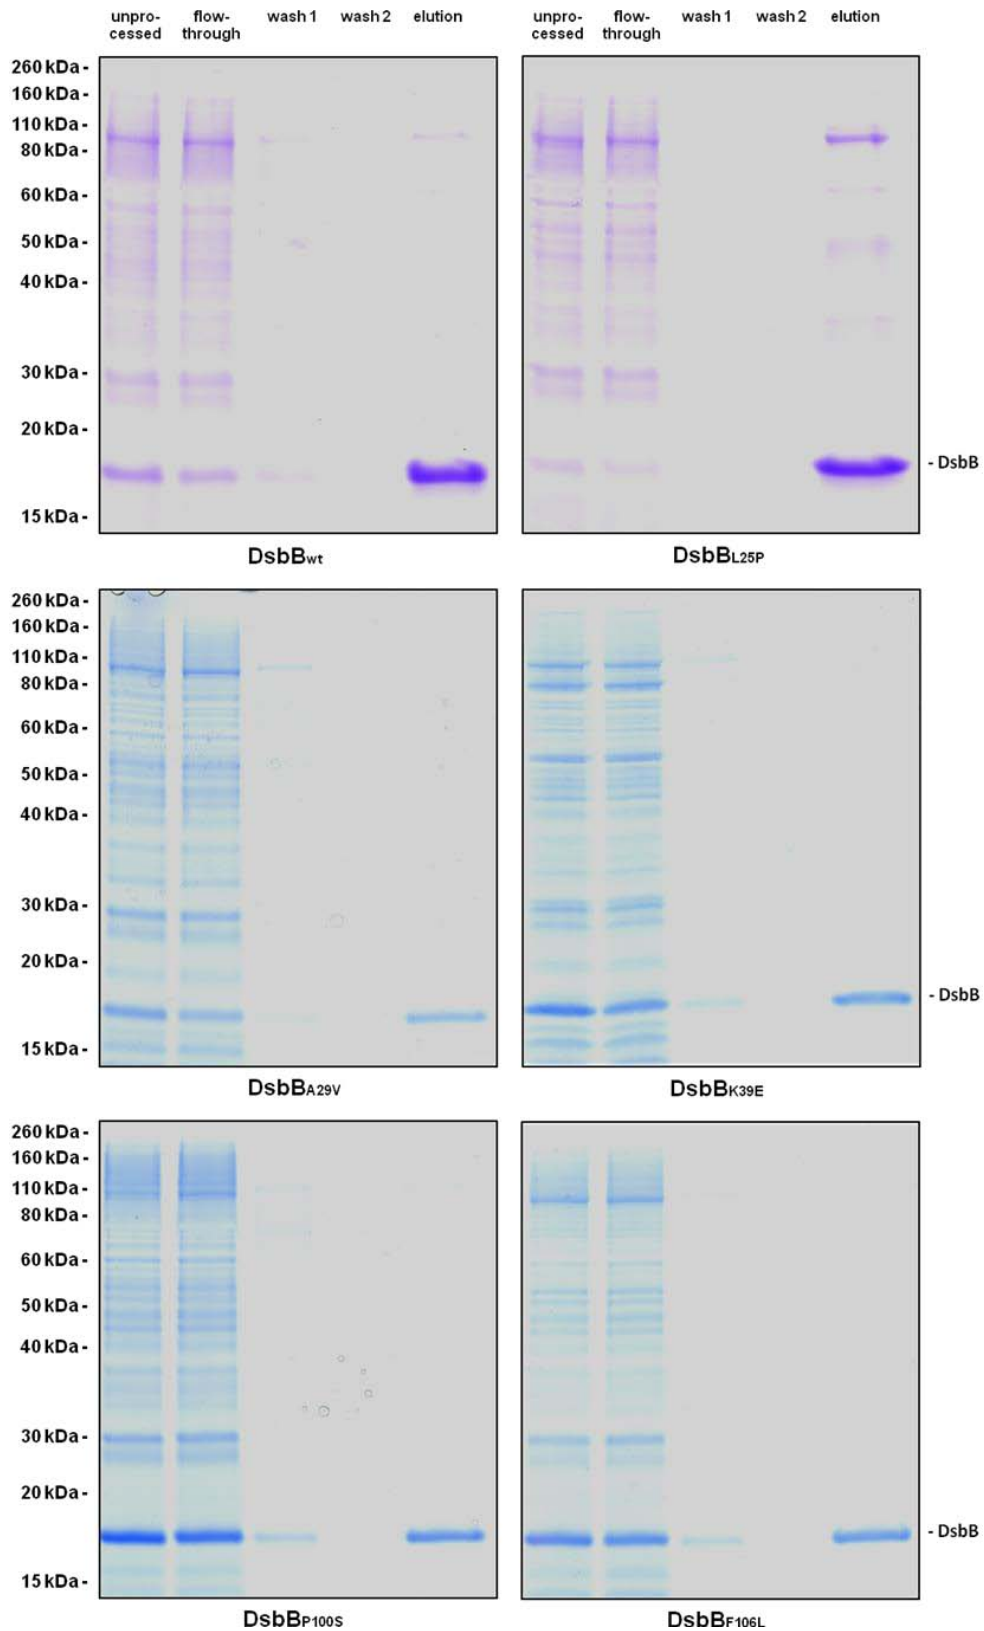 unpro-cessed flow-through wash 1 wash 2 elution unpro-cessed flow-through wash 1 wash 2 elution
260 kDa -
160 kDa -
110 kDa -
80 kDa -
60 kDa -
50 kDa -
40 kDa -
30 kDa -
20 kDa -
- DsbB
15 kDa -
DsbBwt DsbBL25P
260 kDa -
160 kDa -
110 kDa -
80 kDa -
60 kDa -
50 kDa -
40 kDa -
30 kDa -
20 kDa -
- DsbB
15 kDa -
DsbBA29V DsbBK39E
260 kDa -
160 kDa -
110 kDa -
80 kDa -
60 kDa -
50 kDa -
40 kDa -
30 kDa -
20 kDa -
- DsbB
15 kDa -
DsbBP100S DsbBF106L